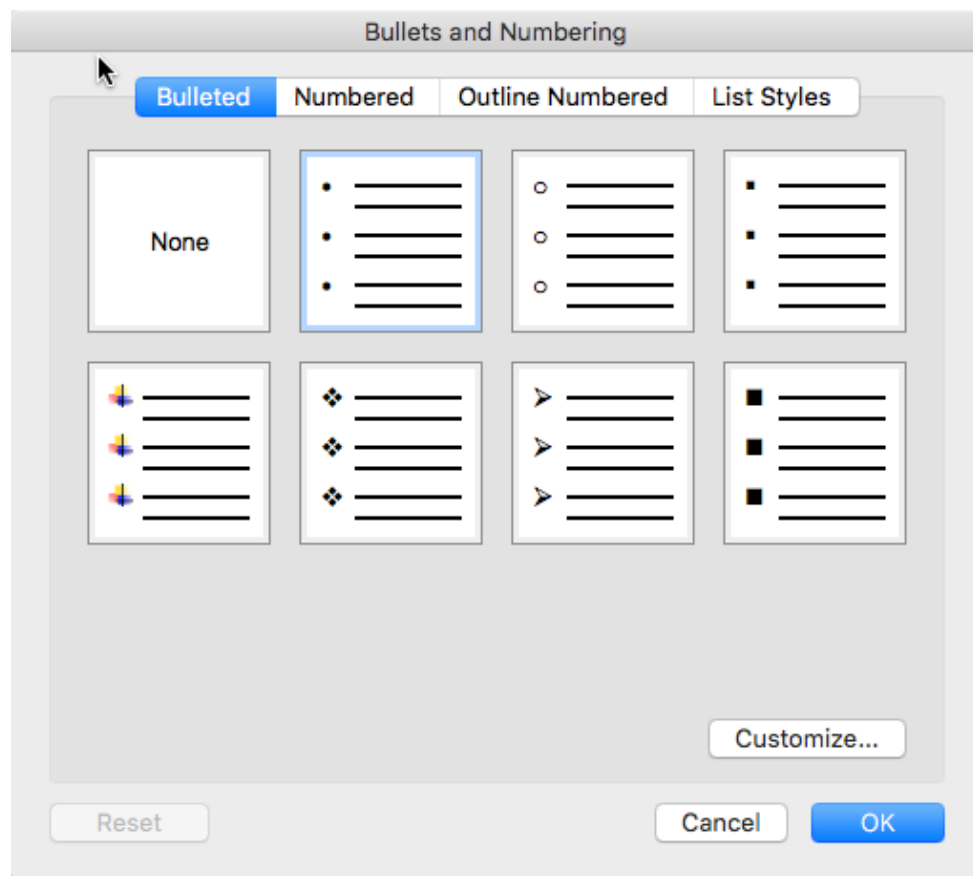 Bullets and Numbering
Bulleted Numbered Outline Numbered List Styles
None
Customize...
Reset Cancel OK